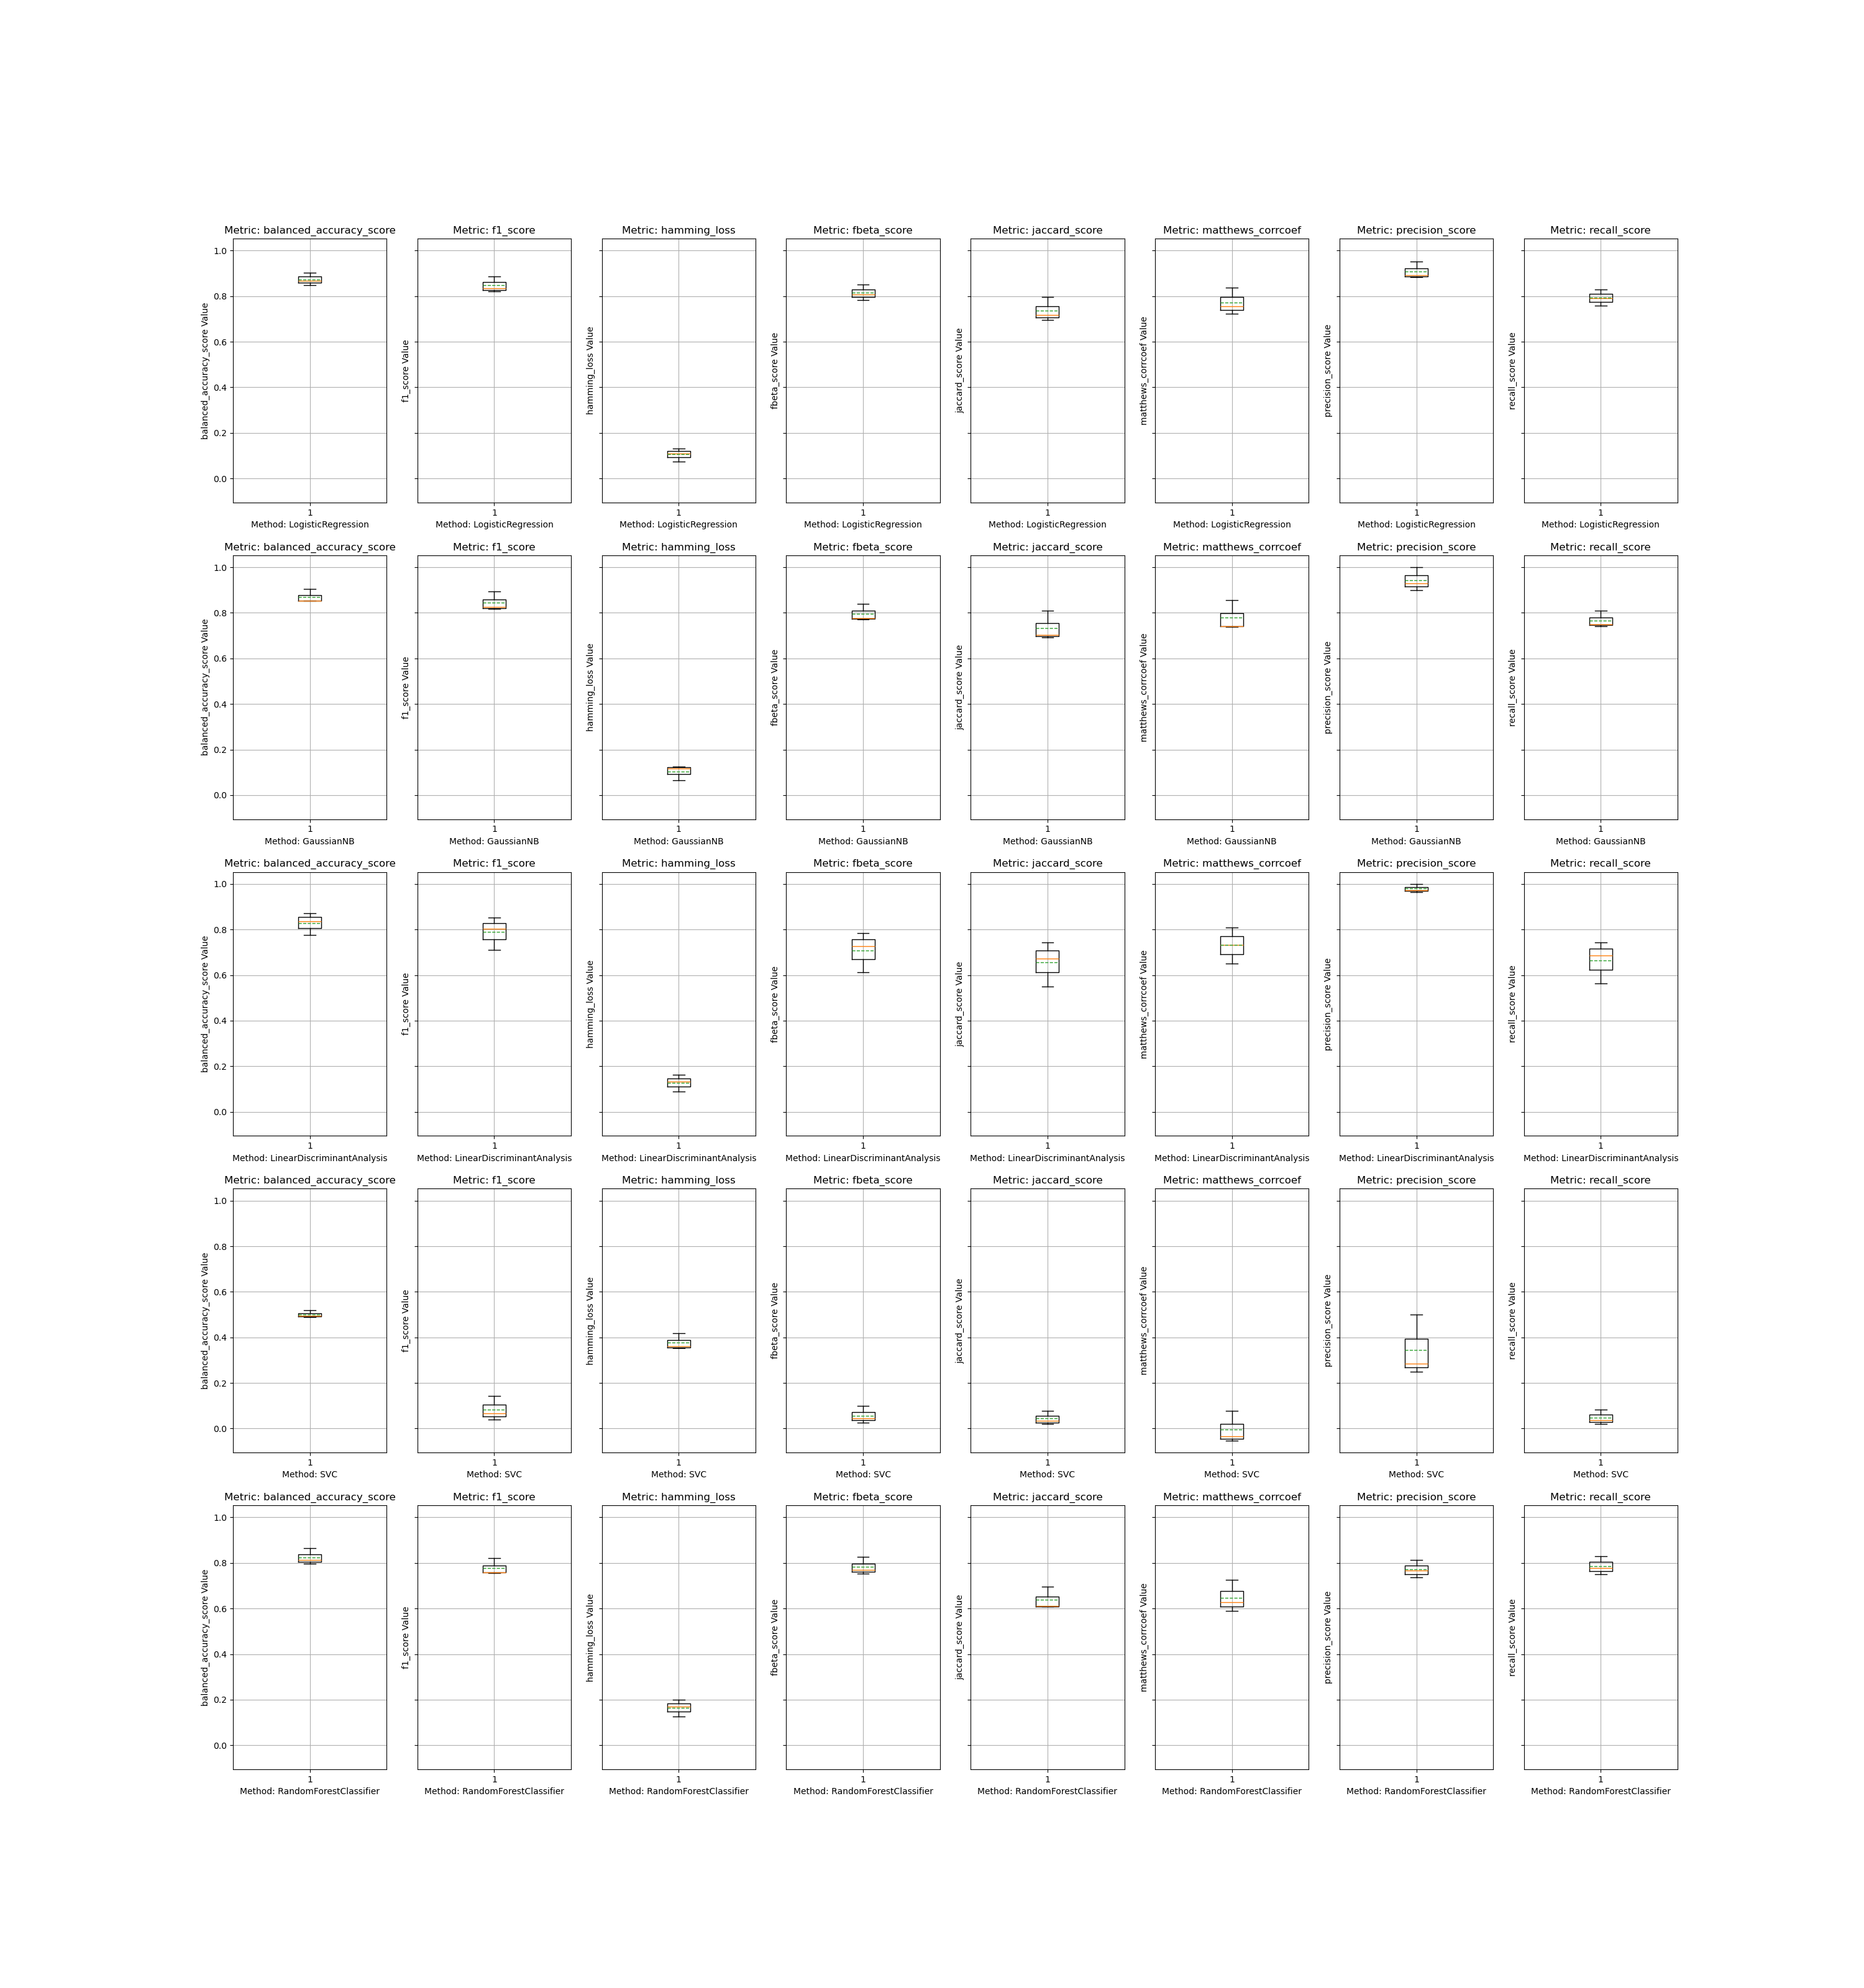 Metric: balanced_accuracy_score Metric: f1_score Metric: hamming_loss Metric: fbeta_score Metric: jaccard_score Metric: matthews_corrcoef Metric: precision_score Metric: recall_score
1.0
0.8
0.6
0.4
0.2
0.0
balanced_accuracy_score Value
f1_score Value
hamming_loss Value
fbeta_score Value
jaccard_score Value
matthews_corrcoef Value
precision_score Value
recall_score Value
1 1 1 1 1 1 1 1
Method: LogisticRegression Method: LogisticRegression Method: LogisticRegression Method: LogisticRegression Method: LogisticRegression Method: LogisticRegression Method: LogisticRegression Method: LogisticRegression
Metric: balanced_accuracy_score Metric: f1_score Metric: hamming_loss Metric: fbeta_score Metric: jaccard_score Metric: matthews_corrcoef Metric: precision_score Metric: recall_score
1.0
0.8
0.6
0.4
0.2
0.0
balanced_accuracy_score Value
f1_score Value
hamming_loss Value
fbeta_score Value
jaccard_score Value
matthews_corrcoef Value
precision_score Value
recall_score Value
1 1 1 1 1 1 1 1
Method: GaussianNB Method: GaussianNB Method: GaussianNB Method: GaussianNB Method: GaussianNB Method: GaussianNB Method: GaussianNB Method: GaussianNB
Metric: balanced_accuracy_score Metric: f1_score Metric: hamming_loss Metric: fbeta_score Metric: jaccard_score Metric: matthews_corrcoef Metric: precision_score Metric: recall_score
1.0
0.8
0.6
0.4
0.2
0.0
balanced_accuracy_score Value
f1_score Value
hamming_loss Value
fbeta_score Value
jaccard_score Value
matthews_corrcoef Value
precision_score Value
recall_score Value
1 1 1 1 1 1 1 1
Method: LinearDiscriminantAnalysis Method: LinearDiscriminantAnalysis Method: LinearDiscriminantAnalysis Method: LinearDiscriminantAnalysis Method: LinearDiscriminantAnalysis Method: LinearDiscriminantAnalysis Method: LinearDiscriminantAnalysis Method: LinearDiscriminantAnalysis
Metric: balanced_accuracy_score Metric: f1_score Metric: hamming_loss Metric: fbeta_score Metric: jaccard_score Metric: matthews_corrcoef Metric: precision_score Metric: recall_score
1.0
0.8
0.6
0.4
0.2
0.0
balanced_accuracy_score Value
f1_score Value
hamming_loss Value
fbeta_score Value
jaccard_score Value
matthews_corrcoef Value
precision_score Value
recall_score Value
1 1 1 1 1 1 1 1
Method: SVC Method: SVC Method: SVC Method: SVC Method: SVC Method: SVC Method: SVC Method: SVC
Metric: balanced_accuracy_score Metric: f1_score Metric: hamming_loss Metric: fbeta_score Metric: jaccard_score Metric: matthews_corrcoef Metric: precision_score Metric: recall_score
1.0
0.8
0.6
0.4
0.2
0.0
balanced_accuracy_score Value
f1_score Value
hamming_loss Value
fbeta_score Value
jaccard_score Value
matthews_corrcoef Value
precision_score Value
recall_score Value
1 1 1 1 1 1 1 1
Method: RandomForestClassifier Method: RandomForestClassifier Method: RandomForestClassifier Method: RandomForestClassifier Method: RandomForestClassifier Method: RandomForestClassifier Method: RandomForestClassifier Method: RandomForestClassifier